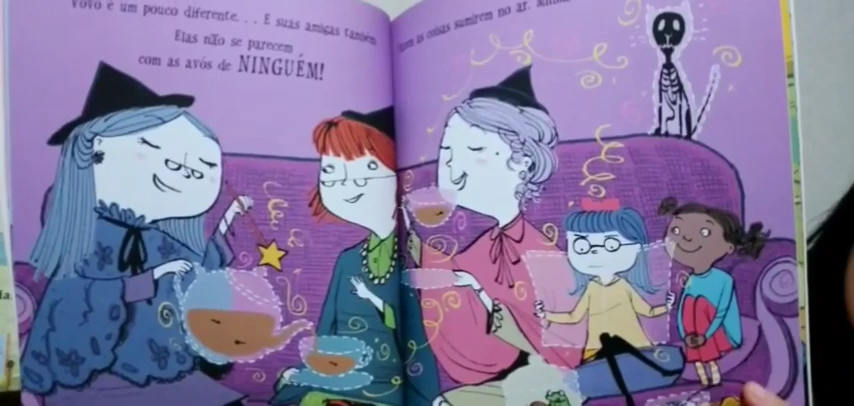 Vovó é um pouco diferente. . . E suas amigas também.
Elas não se parecem
com as avós de NINGUÉM!
as coisas sumirem no ar.
la.